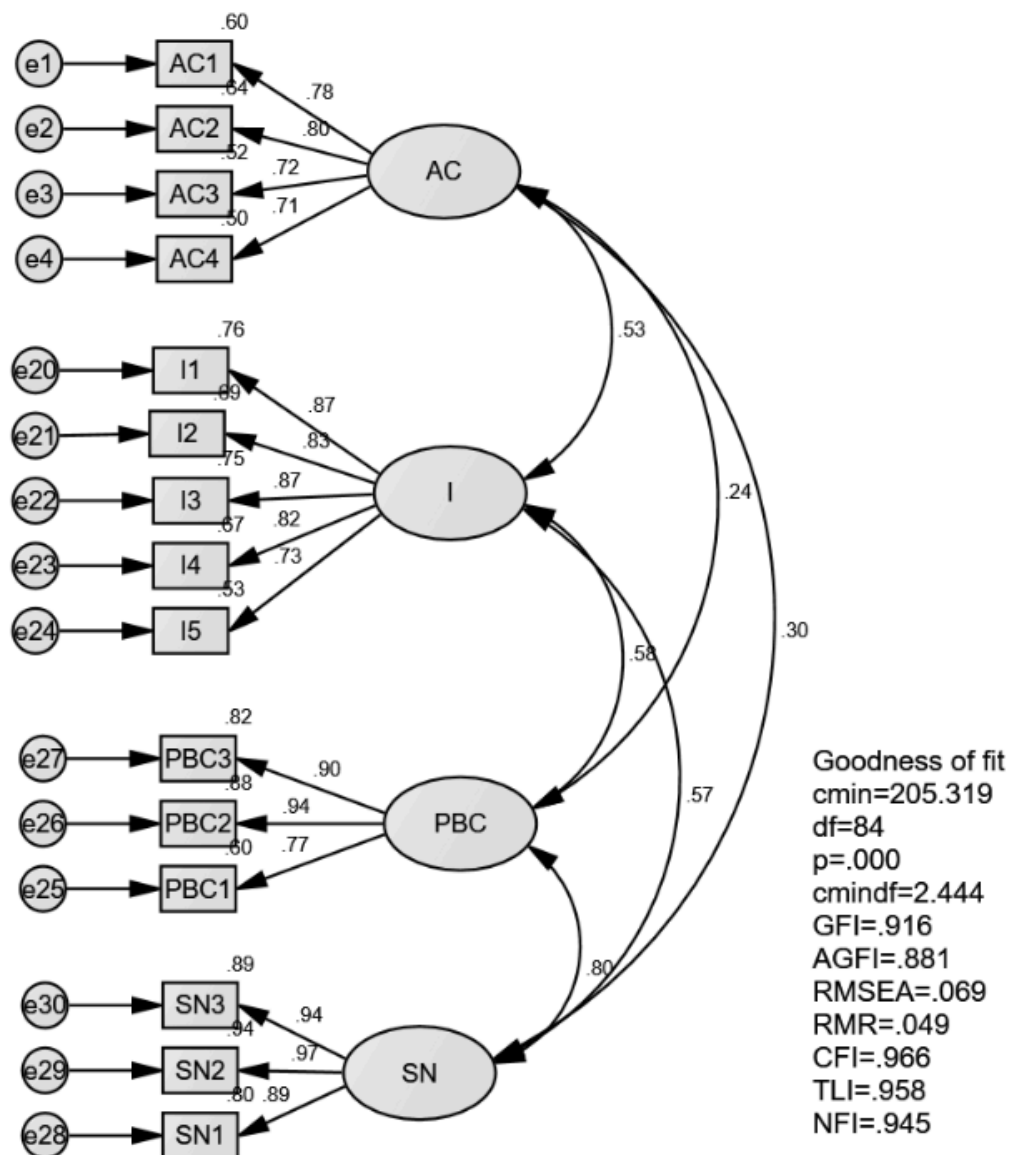 .60
e1 AC1
.78
.64
e2 AC2
.80
.52
e3 AC3
.72
AC
.50
.71
e4 AC4
.53
.76
e20 I1
.87
.69
e21 I2
.83
.75
e22 I3
.87
I
.24
.67
.82
e23 I4
.73
.53
e24 I5
.30
.58
.82
e27 PBC3
.90
.88
e26 PBC2
.94
PBC
.57
.60
.77
e25 PBC1
.89
e30 SN3
.94
.80
.94
e29 SN2
.97
SN
.80
.89
e28 SN1
Goodness of fit
cmin=205.319
df=84
p=.000
cmindf=2.444
GFI=.916
AGFI=.881
RMSEA=.069
RMR=.049
CFI=.966
TLI=.958
NFI=.945